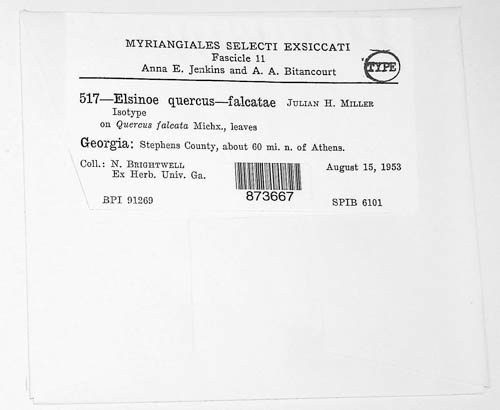 MYRIANGIALES SELECTI EXSICCATI
Fascicle 11
Anna E. Jenkins and A. A. Bitancourt
TYPE
517—Elsinoe quercus—falcatae JULIAN H. MILLER
Isotype
on Quercus falcata Michx., leaves
Georgia: Stephens County, about 60 mi. n. of Athens.
Coll.: N. BRIGHTWELL August 15, 1953
Ex Herb. Univ. Ga.
873667
BPI 91269 SPIB 6101